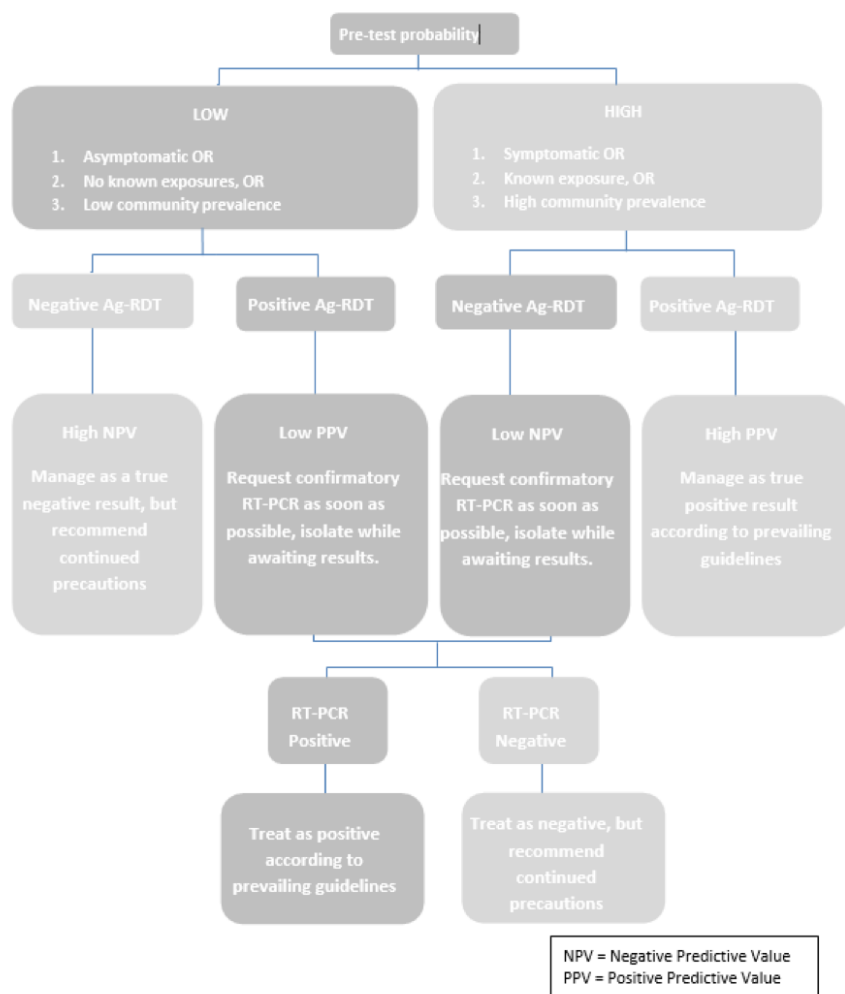 Pre-test probability
LOW
1. Asymptomatic OR
2. No known exposures, OR
3. Low community prevalence
HIGH
1. Symptomatic OR
2. Known exposure, OR
3. High community prevalence
Negative Ag-RDT
Positive Ag-RDT
Negative Ag-RDT
Positive Ag-RDT
High NPV
Manage as a true
negative result, but
recommend
continued
precautions
Low PPV
Request confirmatory
RT-PCR as soon as
possible, isolate while
awaiting results.
Low NPV
Request confirmatory
RT-PCR as soon as
possible, isolate while
awaiting results.
High PPV
Manage as true
positive result
according to prevailing
guidelines
RT-PCR
Positive
RT-PCR
Negative
Treat as positive
according to
prevailing guidelines
Treat as negative, but
recommend
continued
precautions
NPV = Negative Predictive Value
PPV = Positive Predictive Value